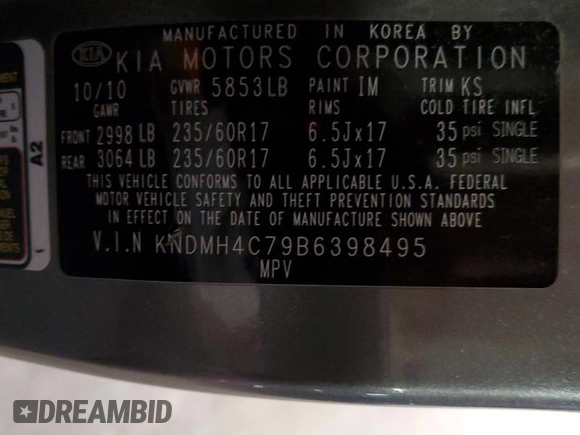 MANUFACTURED IN KOREA BY
KIA KIA MOTORS CORPORATION
10/10 GVWR 5853LB PAINT IM TRIM KS
GAWR TIRES RIMS COLD TIRE INFL
FRONT 2998 LB 235/60R17 6.5Jx17 35 psi SINGLE
REAR 3064 LB 235/60R17 6.5Jx17 35 psi SINGLE
THIS VEHICLE CONFORMS TO ALL APPLICABLE U.S.A. FEDERAL
MOTOR VEHICLE SAFETY AND THEFT PREVENTION STANDARDS
IN EFFECT ON THE DATE OF MANUFACTURE SHOWN ABOVE
V.I.N KNDMH4C79B6398495
MPV
A2
DREAMBID